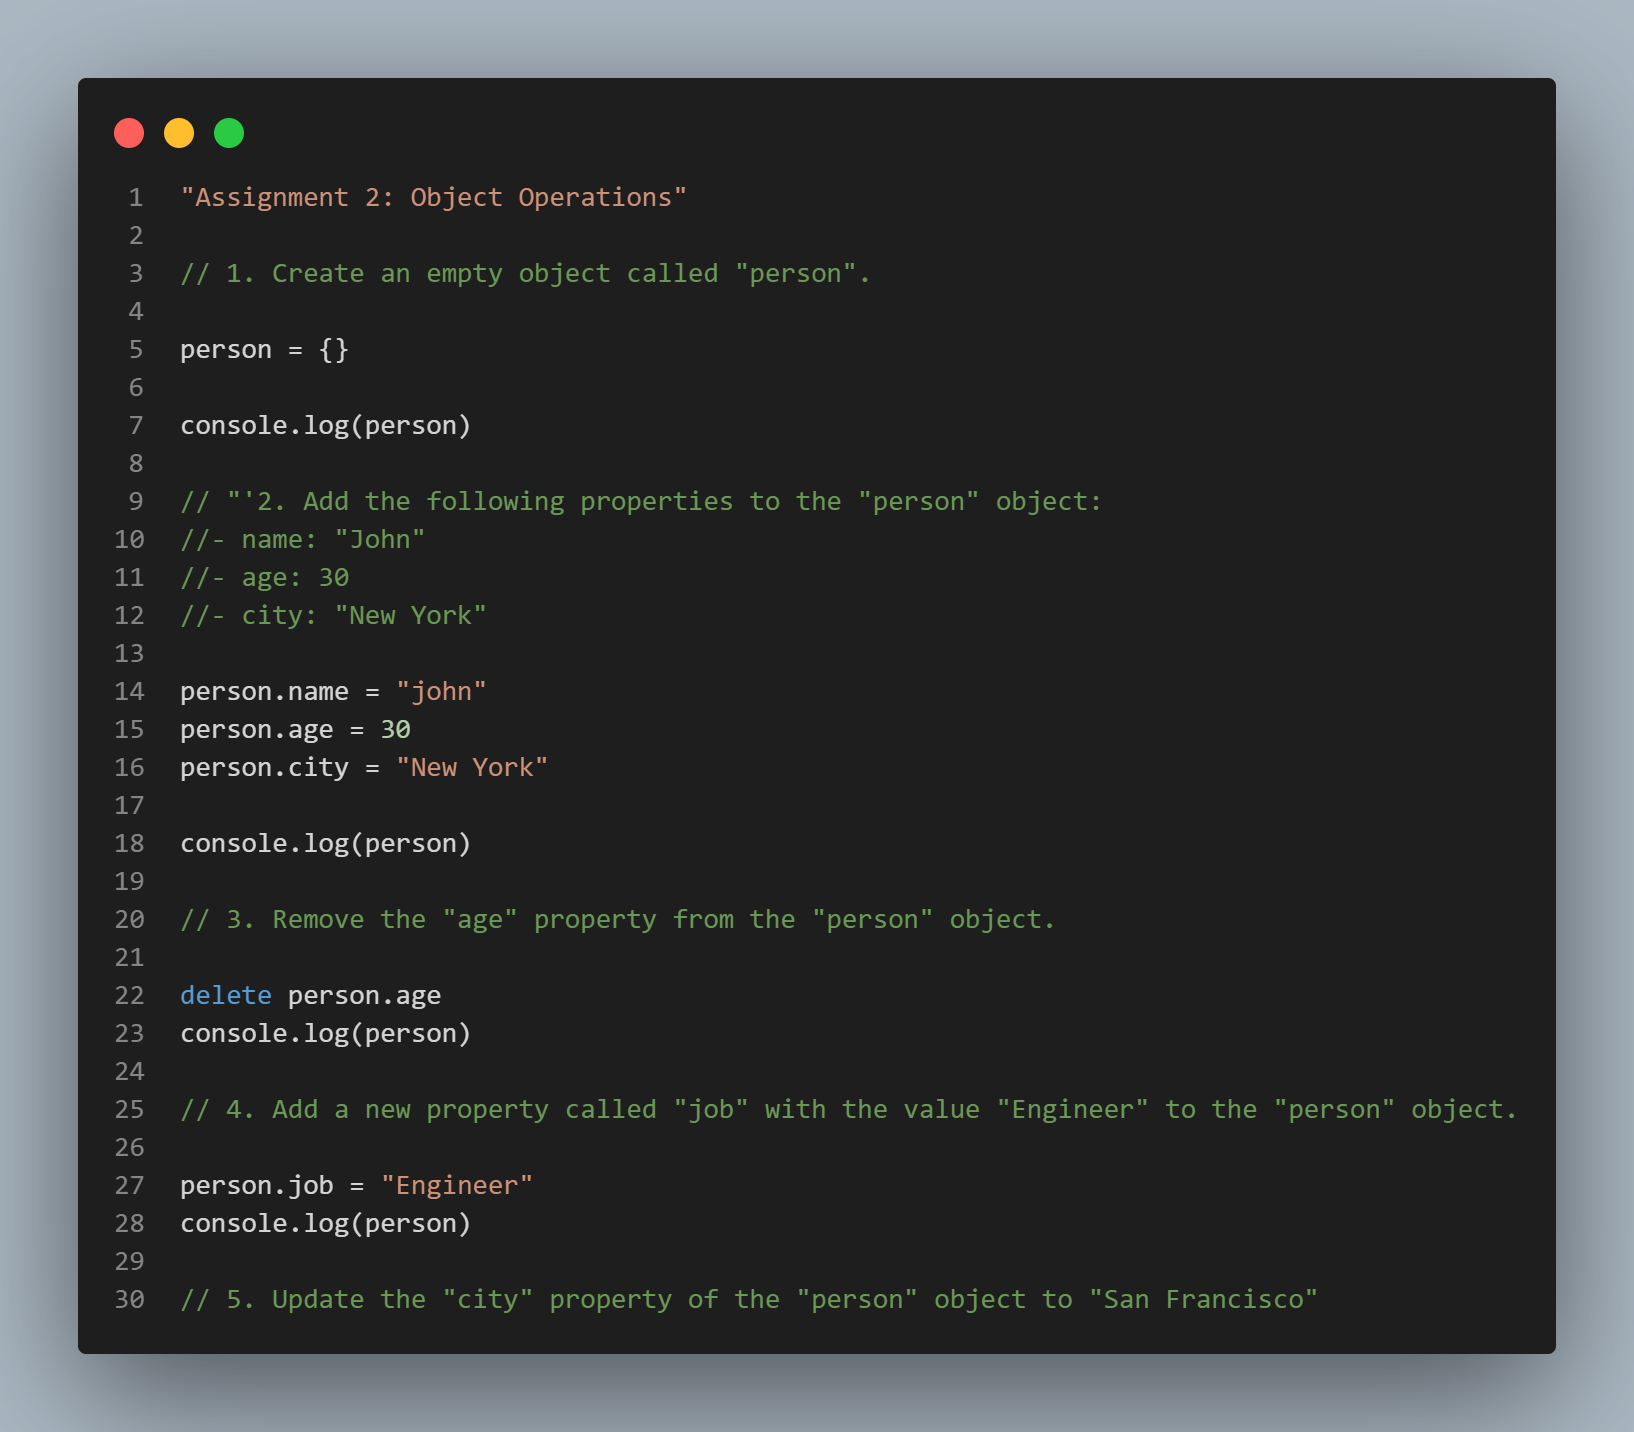 1 "Assignment 2: Object Operations"
2
3 // 1. Create an empty object called "person".
4
5 person = {}
6
7 console.log(person)
8
9 // "'2. Add the following properties to the "person" object:
10 //- name: "John"
11 //- age: 30
12 //- city: "New York"
13
14 person.name = "john"
15 person.age = 30
16 person.city = "New York"
17
18 console.log(person)
19
20 // 3. Remove the "age" property from the "person" object.
21
22 delete person.age
23 console.log(person)
24
25 // 4. Add a new property called "job" with the value "Engineer" to the "person" object.
26
27 person.job = "Engineer"
28 console.log(person)
29
30 // 5. Update the "city" property of the "person" object to "San Francisco"